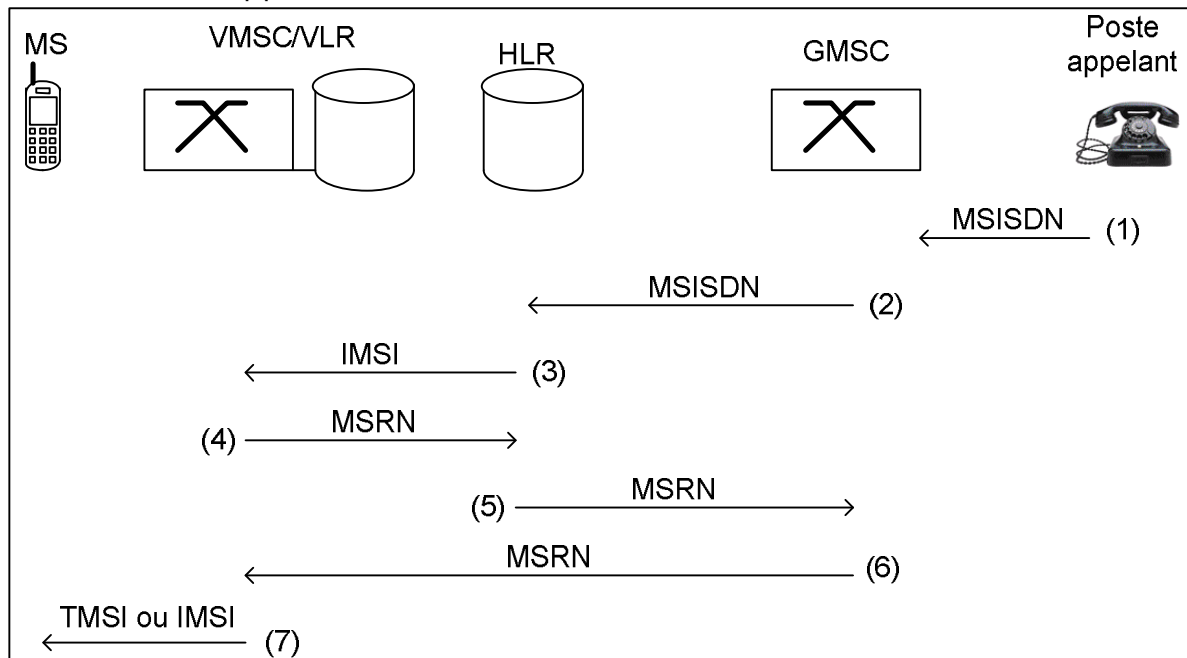 MS
VMSC/VLR
HLR
GMSC
Poste
appelant
MSISDN (1)
MSISDN (2)
IMSI (3)
(4) MSRN
(5) MSRN
MSRN (6)
TMSI ou IMSI (7)